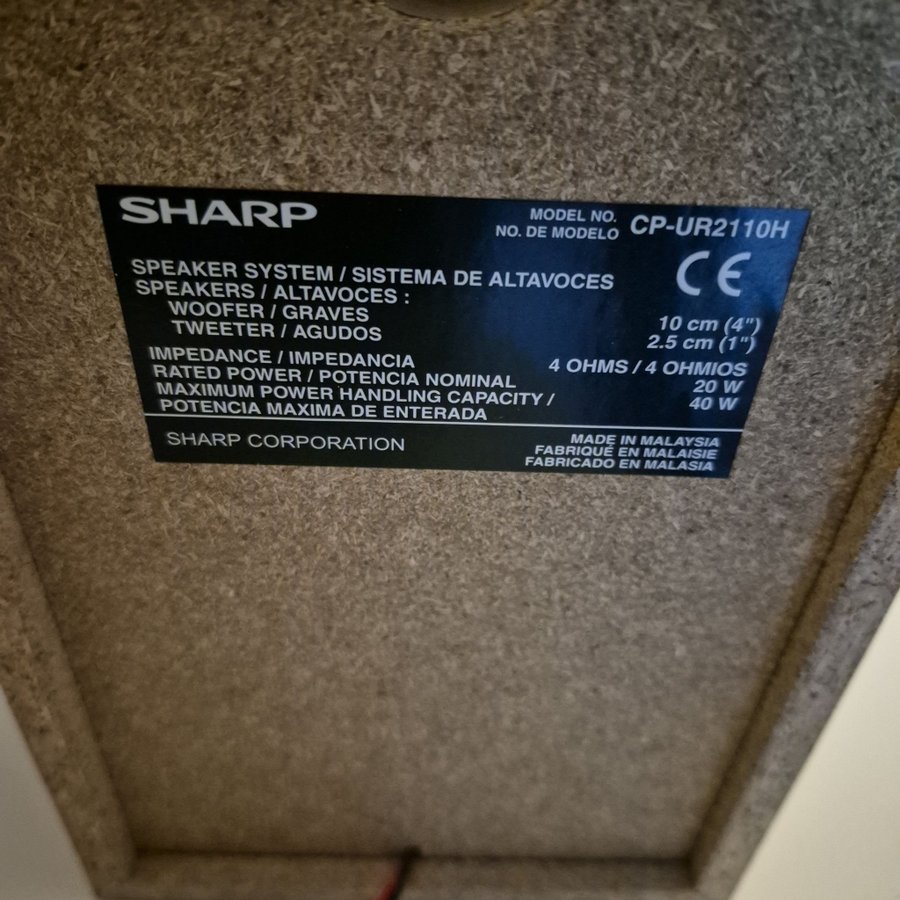 SHARP
MODEL NO.
NO. DE MODELO CP-UR2110H
CE
SPEAKER SYSTEM / SISTEMA DE ALTAVOCES
SPEAKERS / ALTAVOCES :
WOOFER / GRAVES 10 cm (4")
TWEETER / AGUDOS 2.5 cm (1")
IMPEDANCE / IMPEDANCIA 4 OHMS / 4 OHMIOS
RATED POWER / POTENCIA NOMINAL 20 W
MAXIMUM POWER HANDLING CAPACITY / 40 W
POTENCIA MAXIMA DE ENTERADA
SHARP CORPORATION
MADE IN MALAYSIA
FABRIQUÉ EN MALAISIE
FABRICADO EN MALASIA